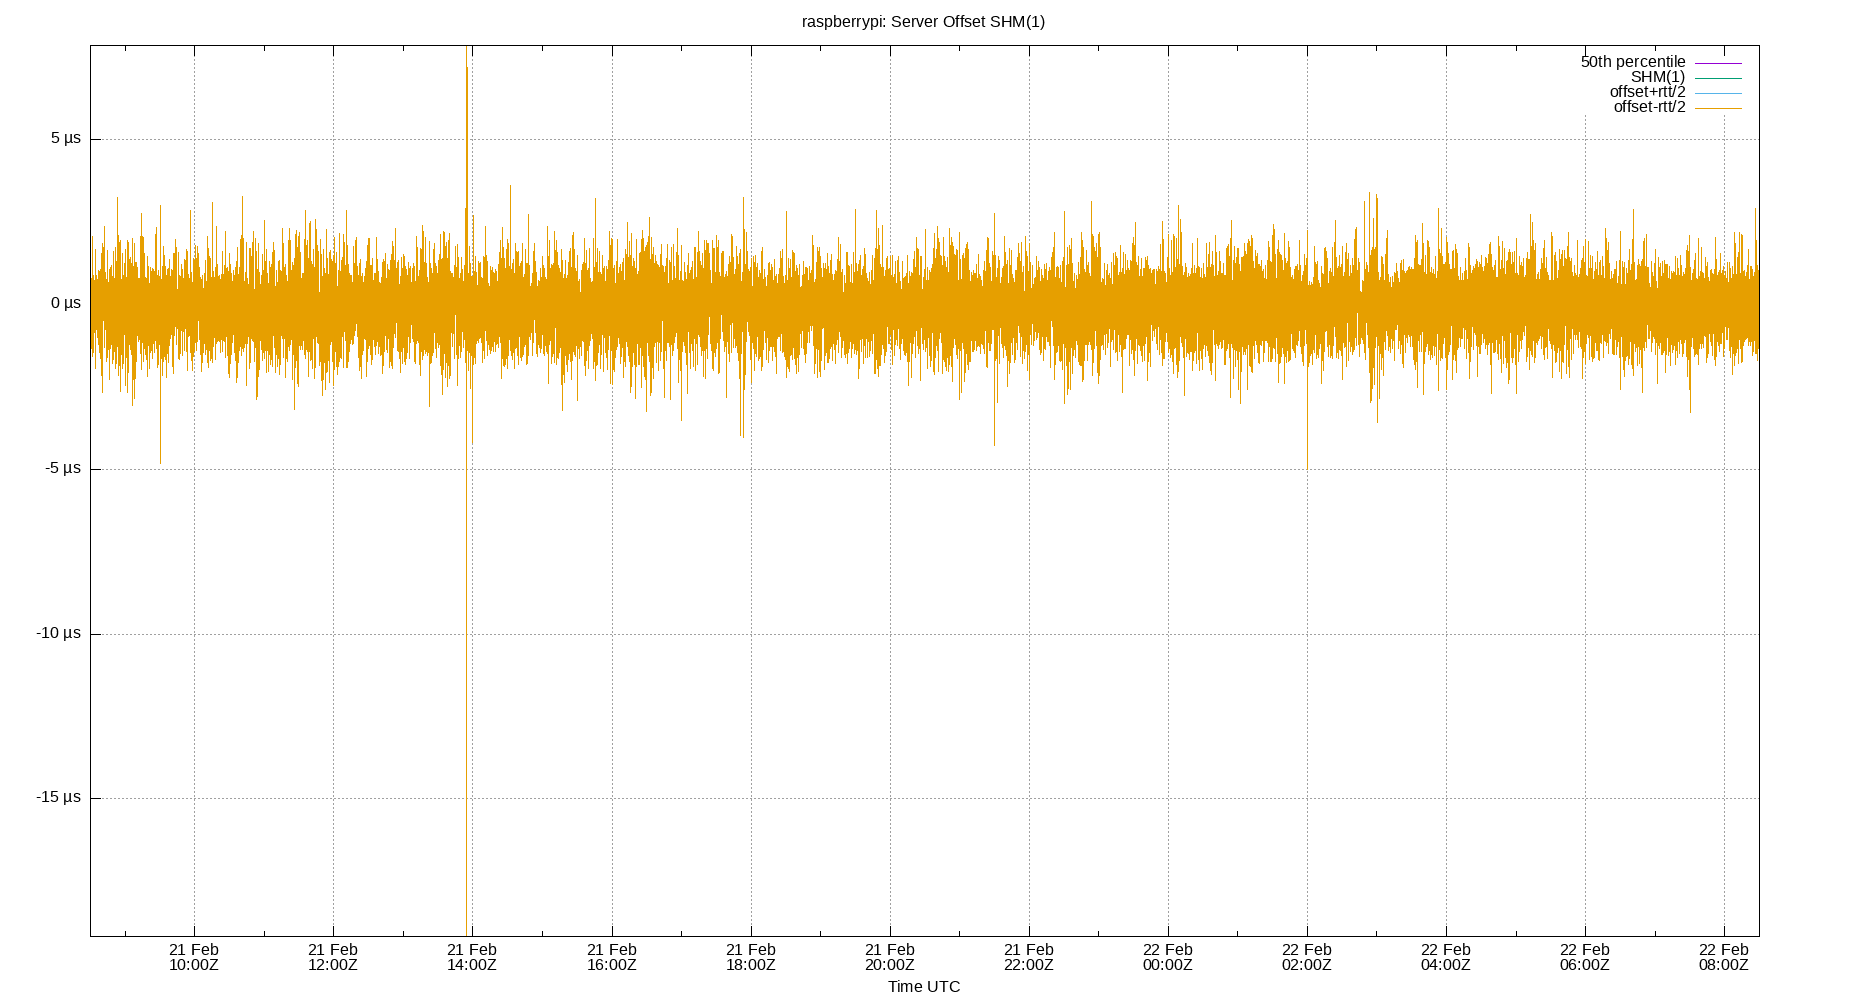 raspberrypi: Server Offset SHM(1)
50th percentile
SHM(1)
offset+rtt/2
offset-rtt/2
5 µs
0 µs
-5 µs
-10 µs
-15 µs
21 Feb 21 Feb 21 Feb 21 Feb 21 Feb 21 Feb 21 Feb 22 Feb 22 Feb 22 Feb 22 Feb 22 Feb
10:00Z 12:00Z 14:00Z 16:00Z 18:00Z 20:00Z 22:00Z 00:00Z 02:00Z 04:00Z 06:00Z 08:00Z
Time UTC